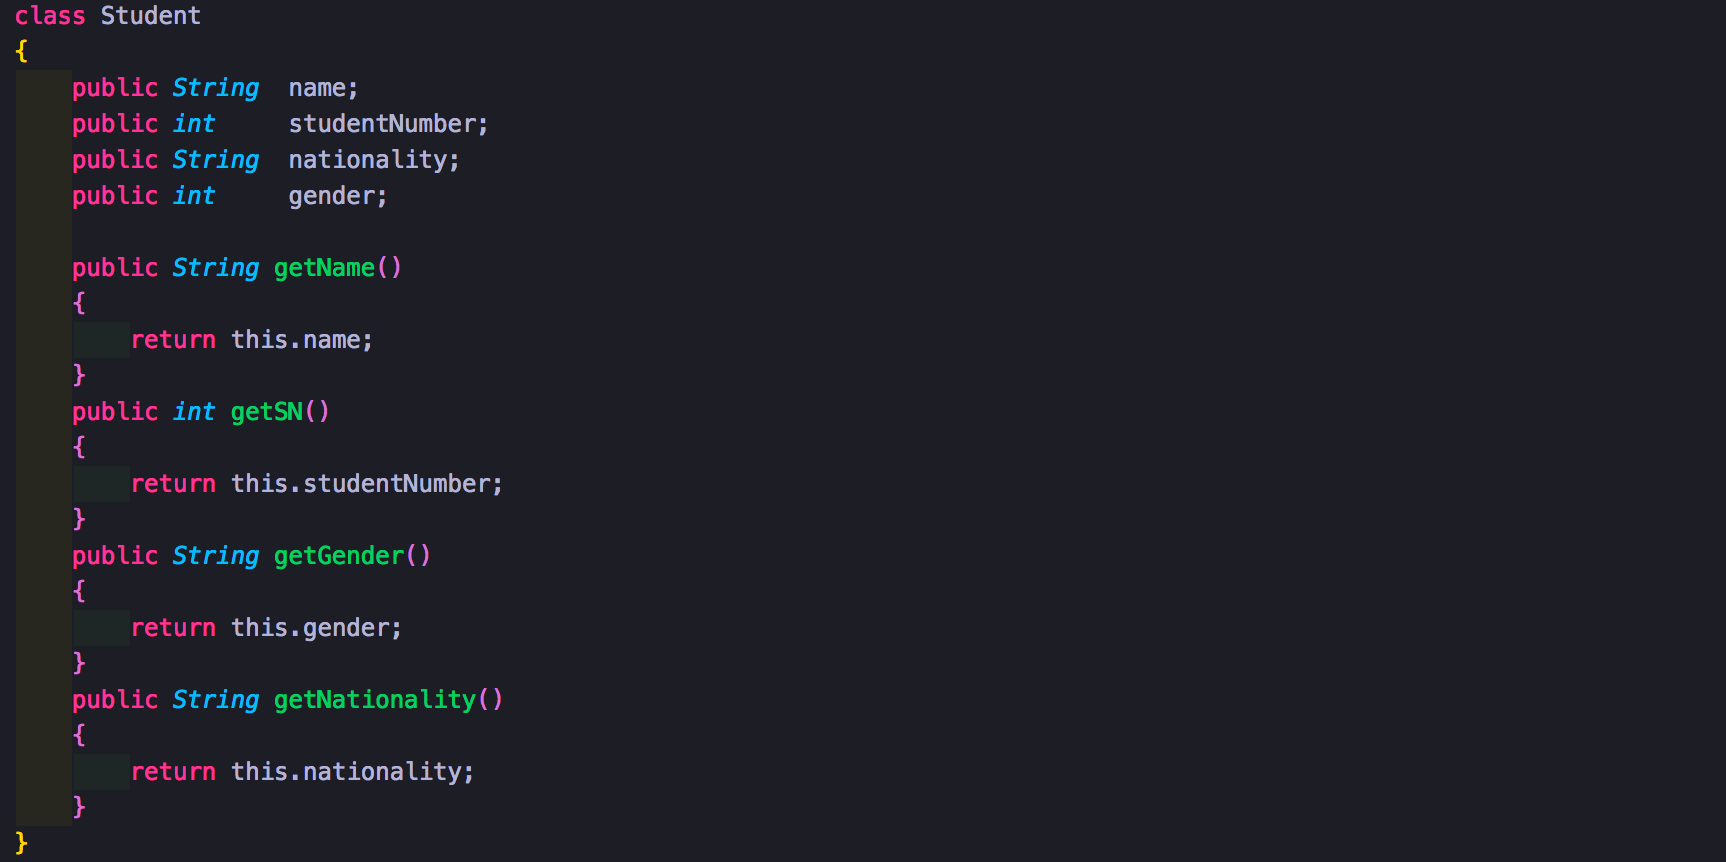 class Student
{
    public String  name;
    public int     studentNumber;
    public String  nationality;
    public int     gender;

    public String getName()
    {
        return this.name;
    }
    public int getSN()
    {
        return this.studentNumber;
    }
    public String getGender()
    {
        return this.gender;
    }
    public String getNationality()
    {
        return this.nationality;
    }
}